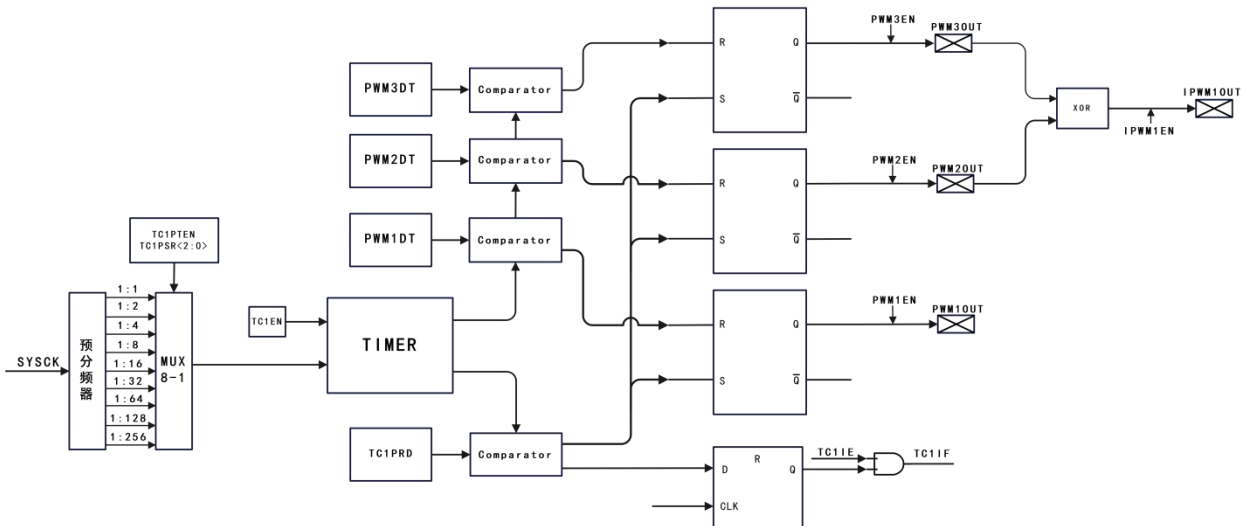 PWM3DT
Comparator
R
Q
S
Q
PWM3EN
PWM3OUT
XOR
IPWM1OUT
IPWM1EN
PWM2DT
Comparator
R
Q
S
Q
PWM2EN
PWM2OUT
PWM1DT
Comparator
TC1PTEN
TC1PSR<2:0>
SYSCK
预分频器
1:1
1:2
1:4
1:8
1:16
1:32
1:64
1:128
1:256
MUX
8-1
TC1EN
TIMER
R
Q
S
Q
PWM1EN
PWM1OUT
TC1PRD
Comparator
R
D
Q
CLK
TC1IE
TC1IF